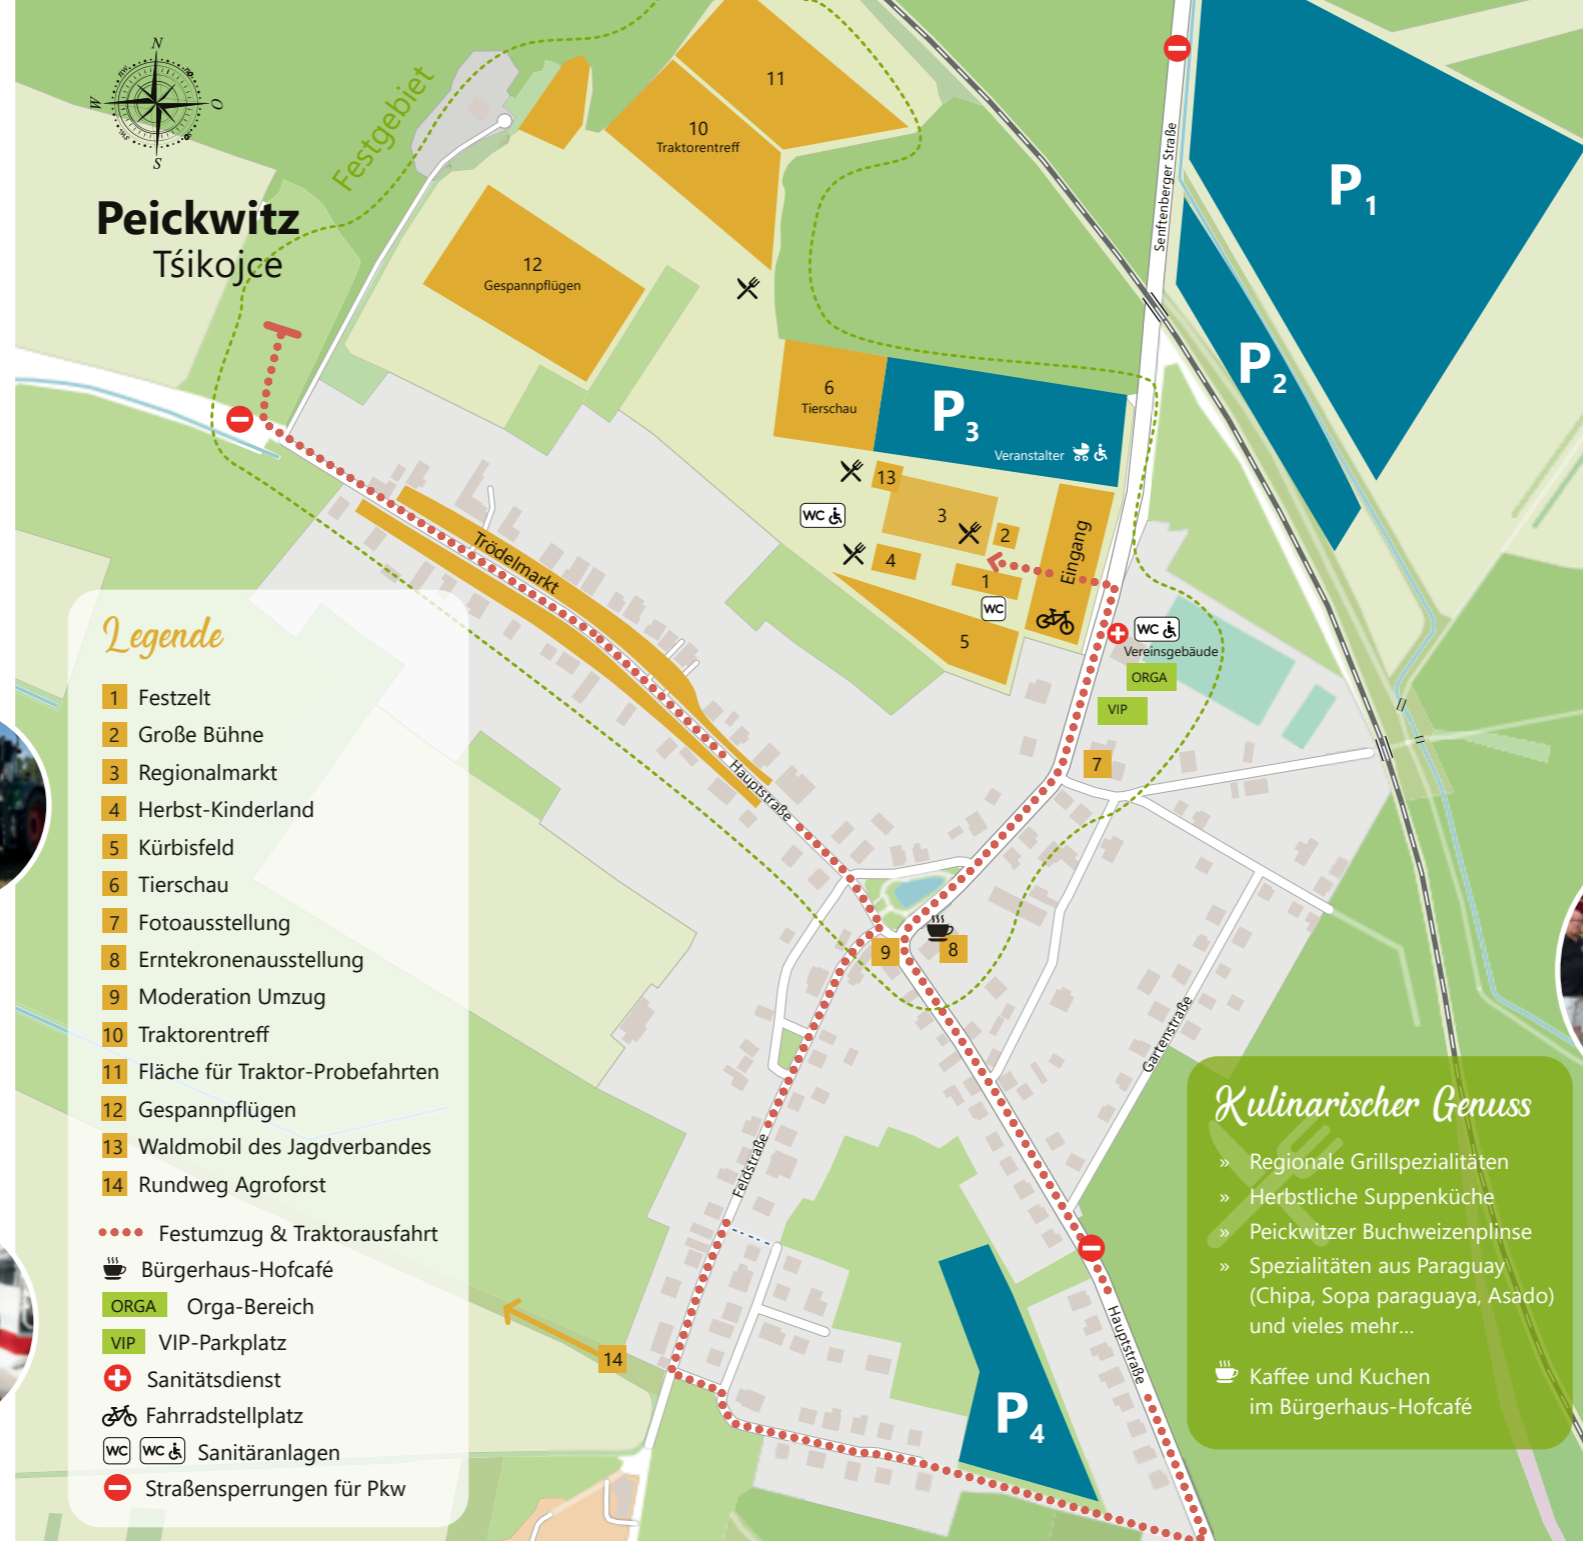 N
W
O
S
Peickwitz
Tśikojce
Festgebiet
11
10
Traktorentreff
12
Gespannpflügen
Senftenberger Straße
P1
P2
6
Tierschau
P3
Veranstalter
13
WC
3
2
4
1
WC
Eingang
5
WC
Vereinsgebäude
ORGA
VIP
7
Trödelmarkt
Hauptstraße
9
8
Gartenstraße
Feldstraße
14
P4
Hauptstraße
Legende
1 Festzelt
2 Große Bühne
3 Regionalmarkt
4 Herbst-Kinderland
5 Kürbisfeld
6 Tierschau
7 Fotoausstellung
8 Erntekronenausstellung
9 Moderation Umzug
10 Traktorentreff
11 Fläche für Traktor-Probefahrten
12 Gespannpflügen
13 Waldmobil des Jagdverbandes
14 Rundweg Agroforst
Festumzug & Traktorausfahrt
Bürgerhaus-Hofcafé
ORGA Orga-Bereich
VIP VIP-Parkplatz
Sanitätsdienst
Fahrradstellplatz
WC WC Sanitäranlagen
Straßensperrungen für Pkw
Kulinarischer Genuss
» Regionale Grillspezialitäten
» Herbstliche Suppenküche
» Peickwitzer Buchweizenplinse
» Spezialitäten aus Paraguay
(Chipa, Sopa paraguaya, Asado)
und vieles mehr...
Kaffee und Kuchen
im Bürgerhaus-Hofcafé